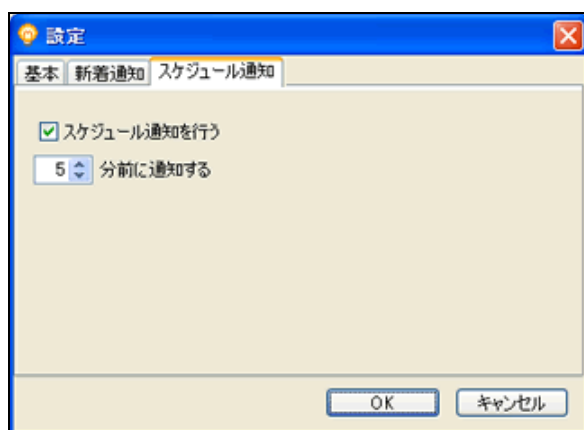 設定
基本 新着通知 スケジュール通知
スケジュール通知を行う
5 分前に通知する
OK キャンセル